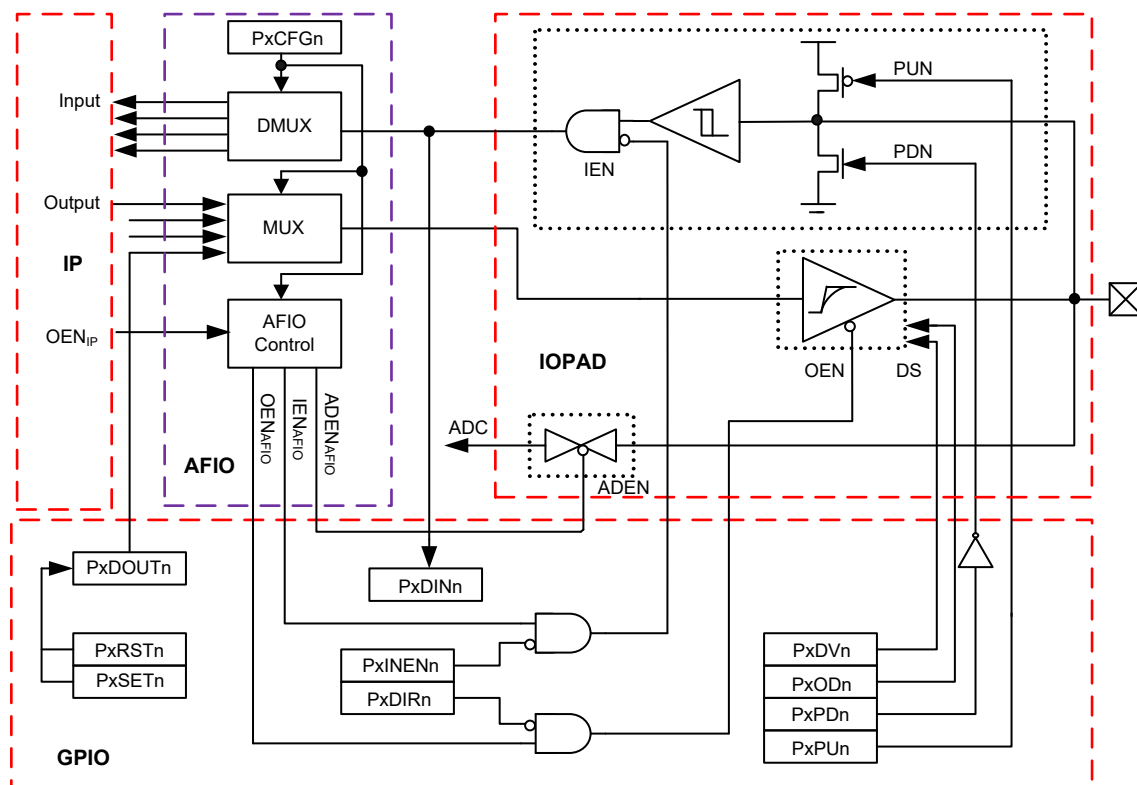 PxCFGn
PUN
Input
DMUX
IEN
PDN
Output
MUX
IP
OEN_IP
AFIO
Control
IOPAD
OEN
DS
OEN_AFIO
IEN_AFIO
ADEN_AFIO
ADC
AFIO
ADEN
PxDOUTn
PxDINn
PxRSTn
PxSETn
PxINENn
PxDIRn
PxDVn
PxODn
PxPDn
PxPUn
GPIO